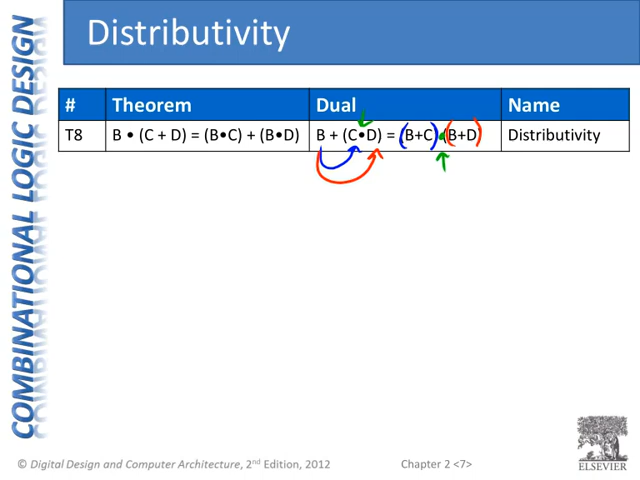 Distributivity
COMBINATIONAL LOGIC DESIGN
# Theorem Dual Name
T8 B • (C + D) = (B•C) + (B•D) B + (C•D) = (B+C)•(B+D) Distributivity
© Digital Design and Computer Architecture, 2nd Edition, 2012 Chapter 2 <7>
ELSEVIER